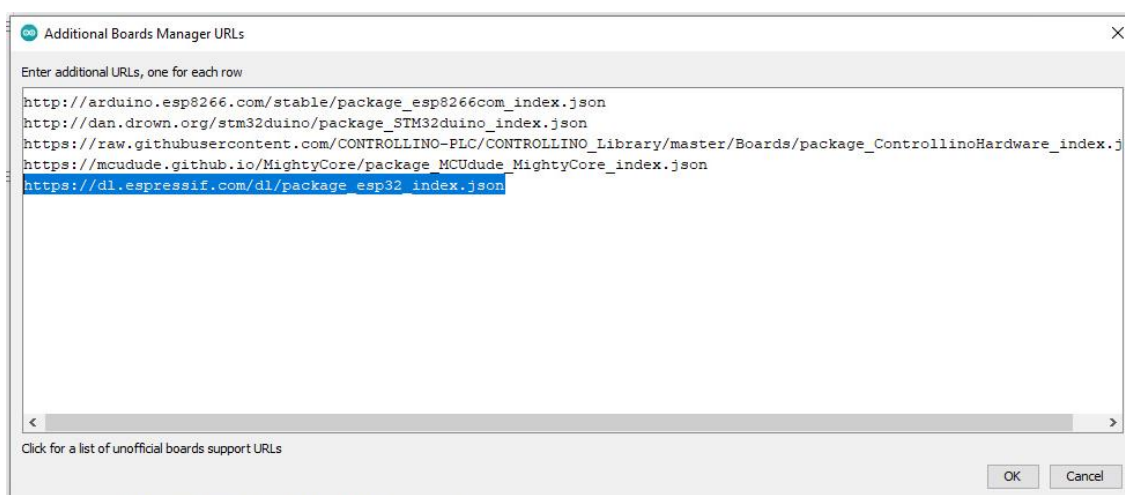 Additional Boards Manager URLs
Enter additional URLs, one for each row
http://arduino.esp8266.com/stable/package_esp8266com_index.json
http://dan.drown.org/stm32duino/package_STM32duino_index.json
https://raw.githubusercontent.com/CONTROLLINO-PLC/CONTROLLINO_Library/master/Boards/package_ControllinoHardware_index.j
https://mcudude.github.io/MightyCore/package_MCUdude_MightyCore_index.json
https://dl.espressif.com/dl/package_esp32_index.json
Click for a list of unofficial boards support URLs
OK Cancel